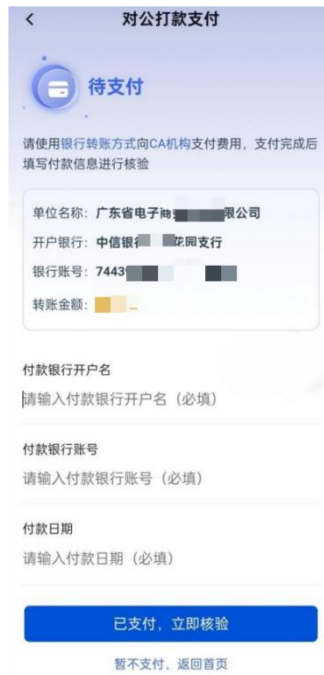 对公打款支付
待支付
请使用银行转账方式向CA机构支付费用，支付完成后
填写付款信息进行核验
单位名称：广东省电子商 限公司
开户银行：中信银行 花园支行
银行账号：7443
转账金额：
付款银行开户名
请输入付款银行开户名（必填）
付款银行账号
请输入付款银行账号（必填）
付款日期
请输入付款日期（必填）
已支付，立即核验
暂不支付，返回首页